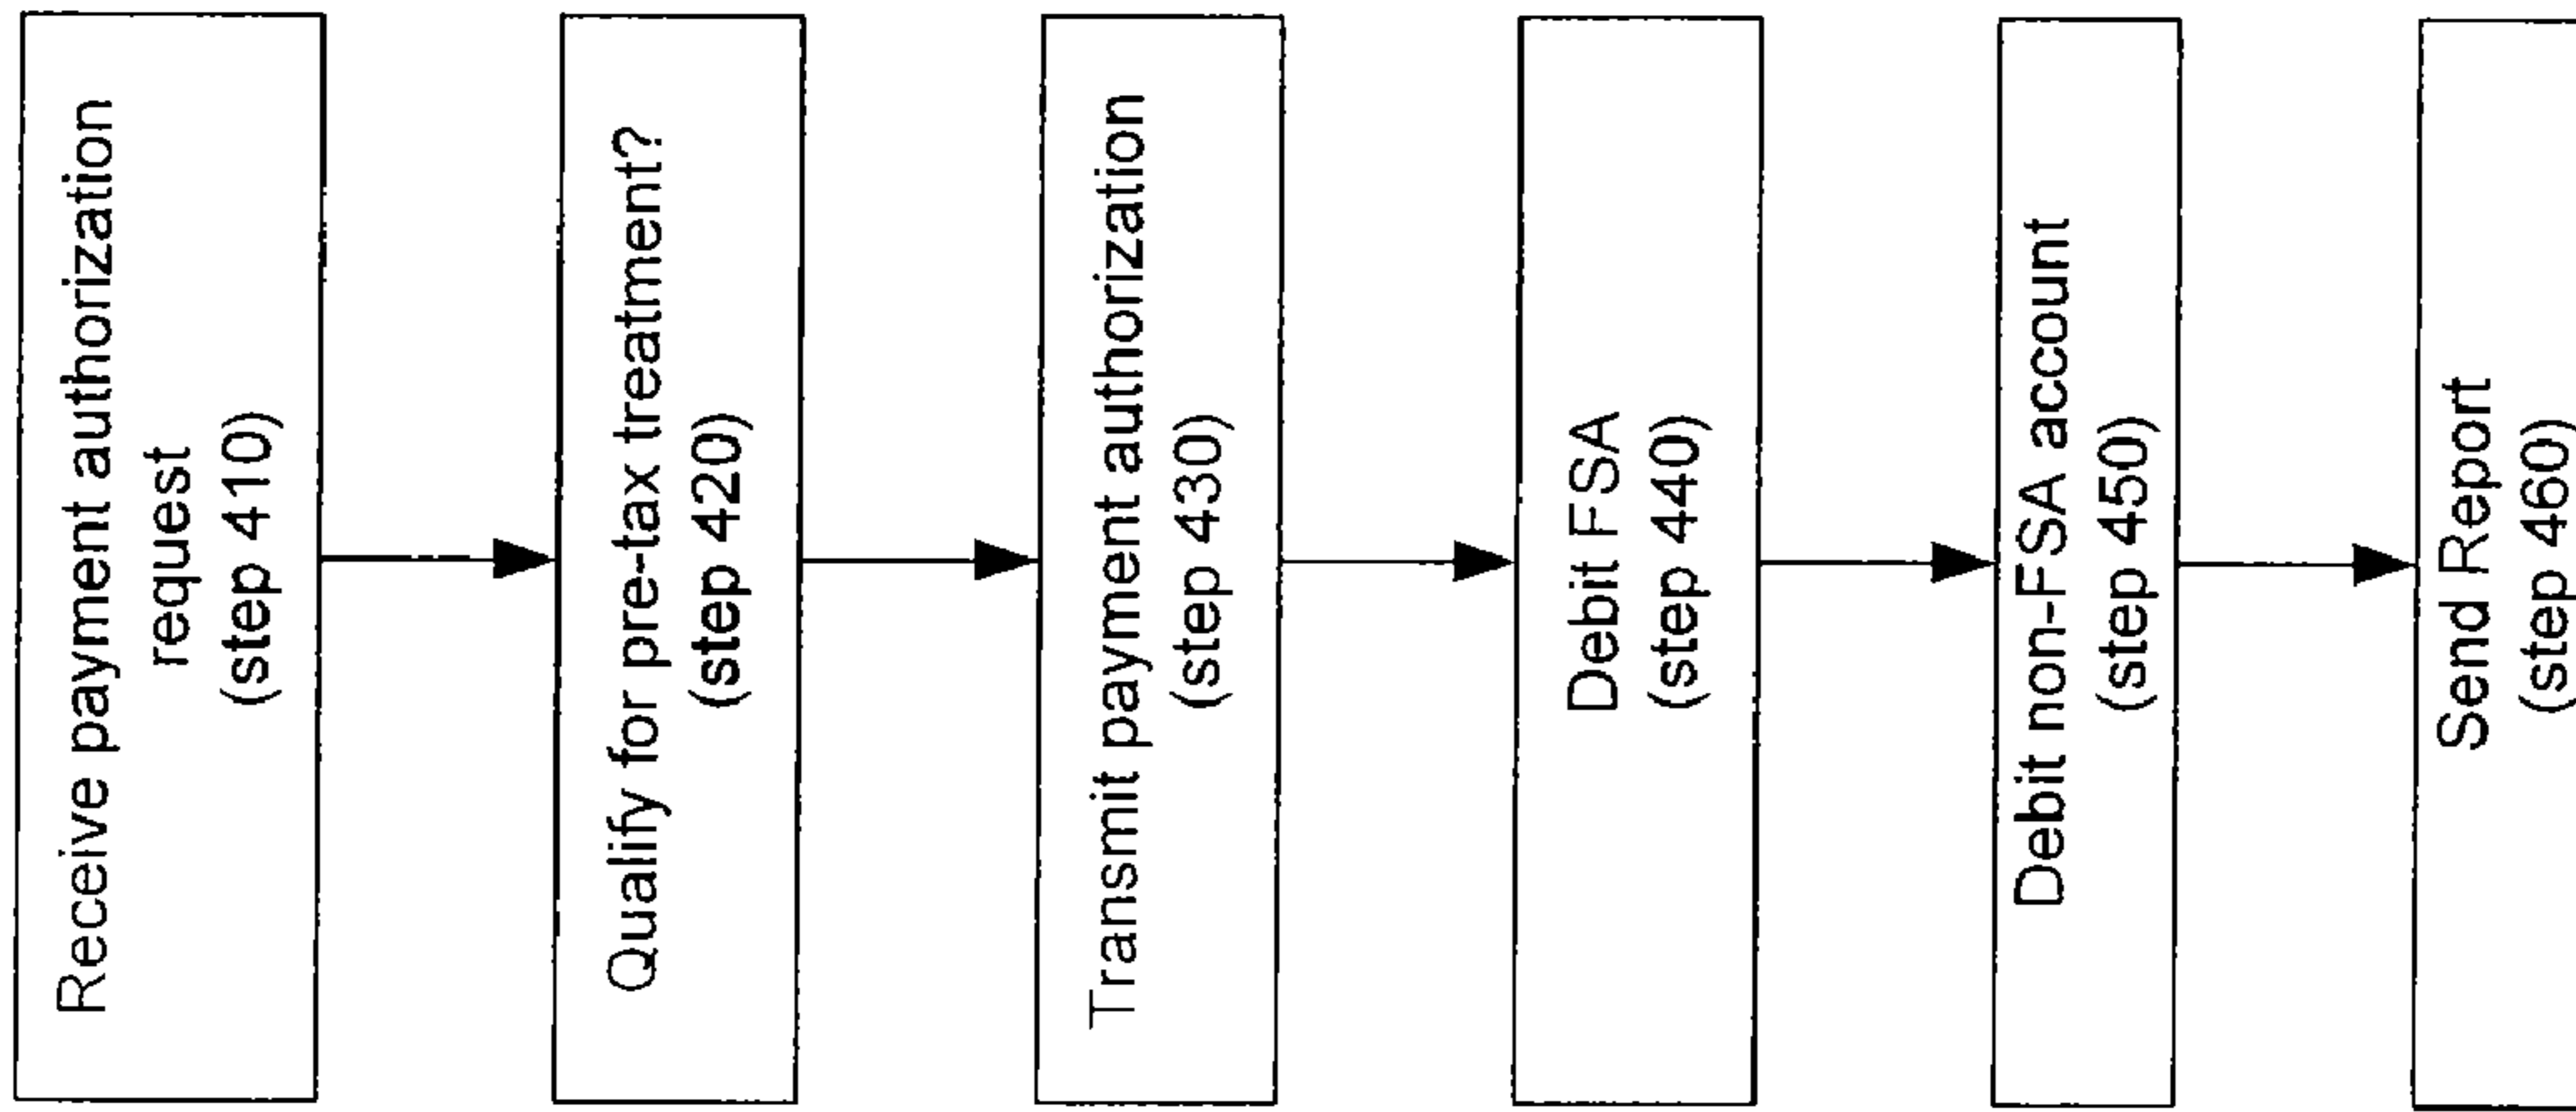 Receive payment authorization
request
(step 410)
Qualify for pre-tax treatment?
(step 420)
Transmit payment authorization
(step 430)
Debit FSA
(step 440)
Debit non-FSA account
(step 450)
Send Report
(step 460)